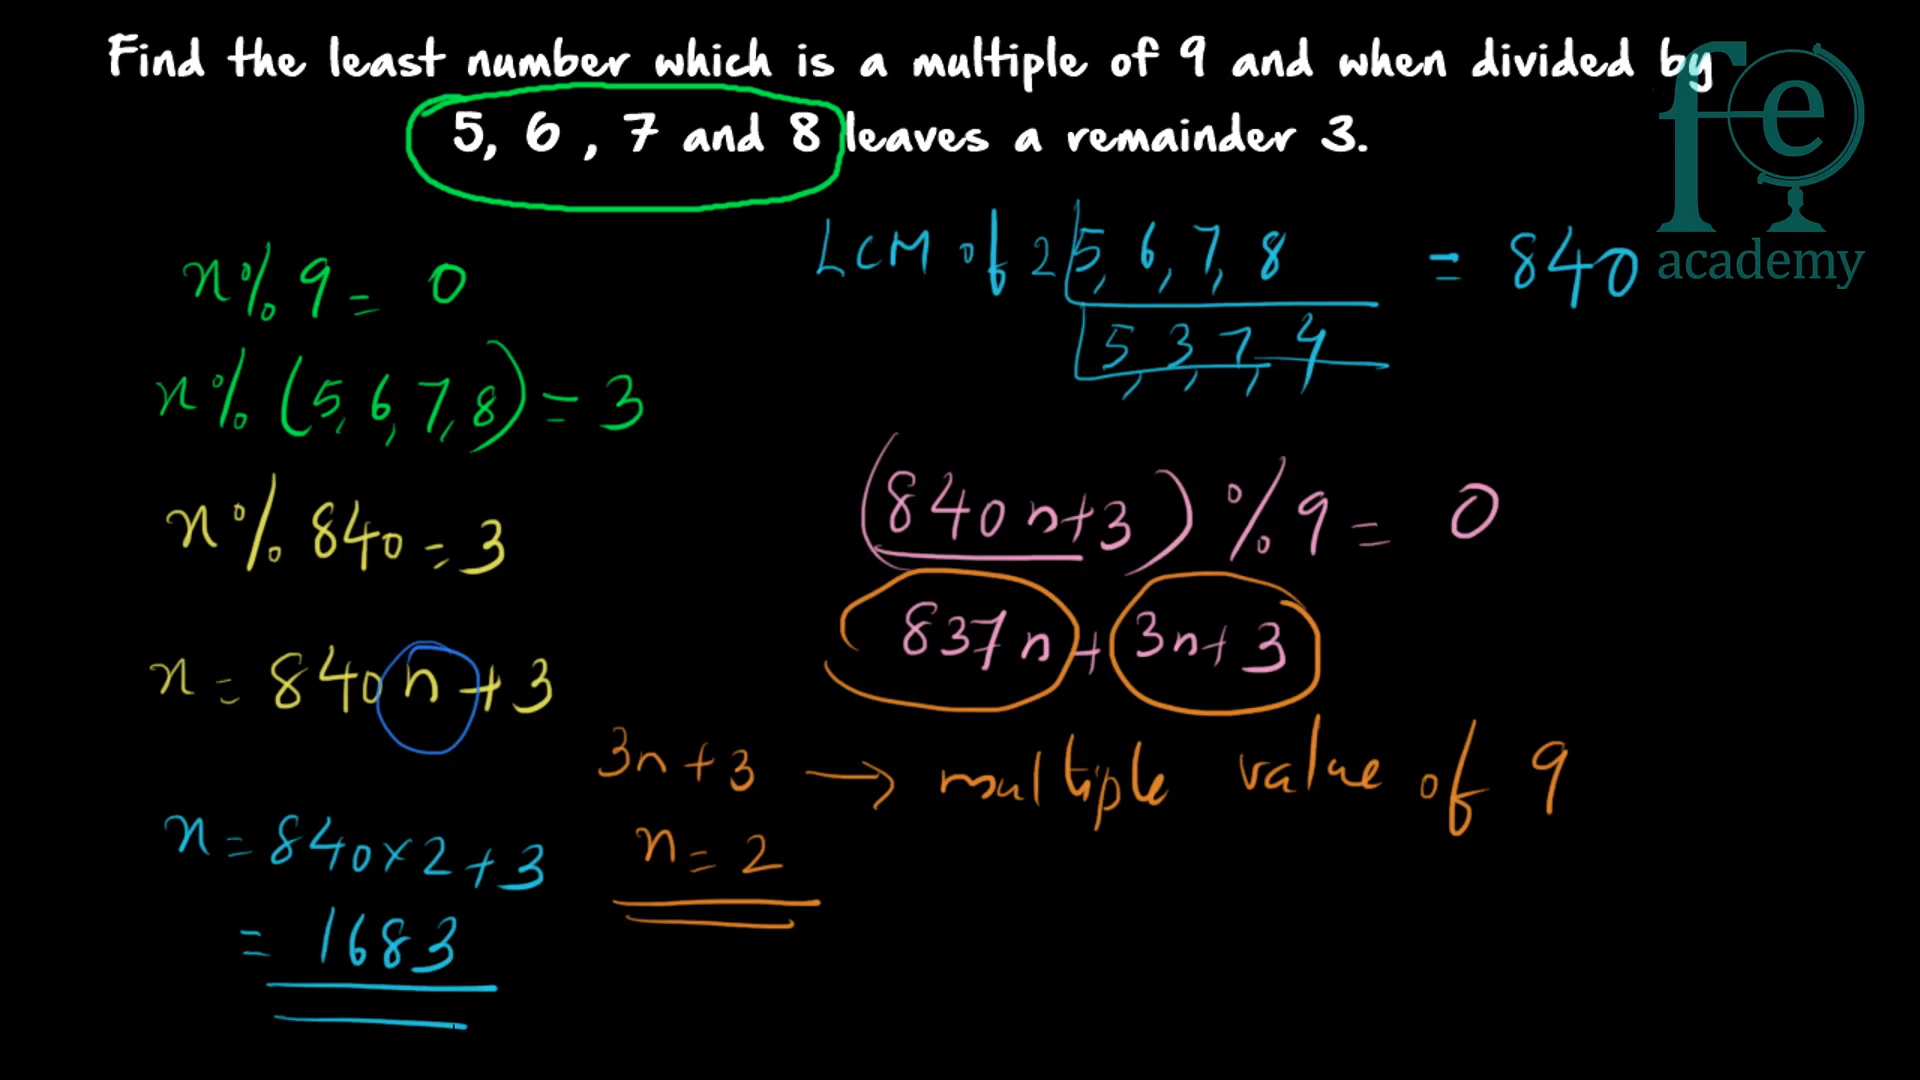 Find the least number which is a multiple of 9 and when divided by
5, 6 , 7 and 8 leaves a remainder 3.
fe
academy
x % 9 = 0
x % (5, 6, 7, 8) = 3
x % 840 = 3
x = 840 n + 3
x = 840 × 2 + 3
= 1683
LCM of 2 5, 6, 7, 8 = 840
5, 3, 7, 4
(840 n + 3) % 9 = 0
837 n + 3n + 3
3n + 3 → multiple value of 9
n = 2